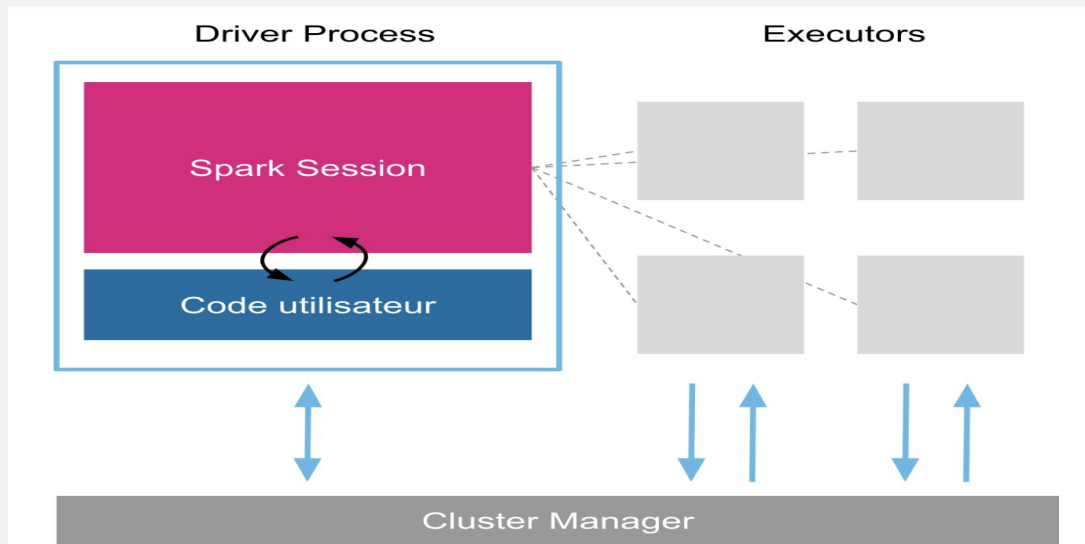 Driver Process
Executors
Spark Session
Code utilisateur
Cluster Manager